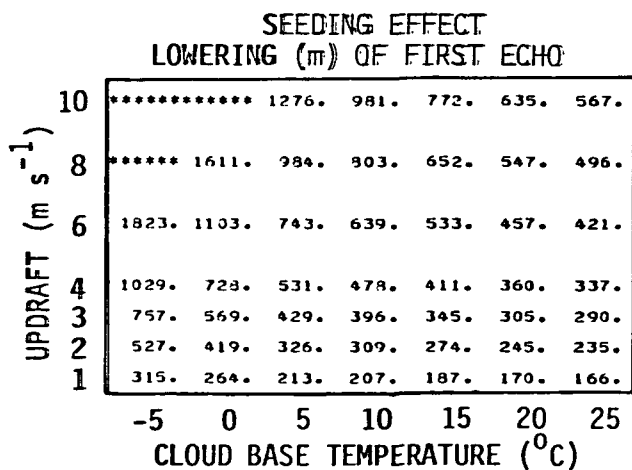 SEEDING EFFECT
LOWERING (m) OF FIRST ECHO
UPDRAFT (m s⁻¹)
10 ************ 1276. 981. 772. 635. 567.
8 ****** 1611. 984. 803. 652. 547. 496.
6 1823. 1103. 743. 639. 533. 457. 421.
4 1029. 728. 531. 478. 411. 360. 337.
3 757. 569. 429. 396. 345. 305. 290.
2 527. 419. 326. 309. 274. 245. 235.
1 315. 264. 213. 207. 187. 170. 166.
-5 0 5 10 15 20 25
CLOUD BASE TEMPERATURE (°C)